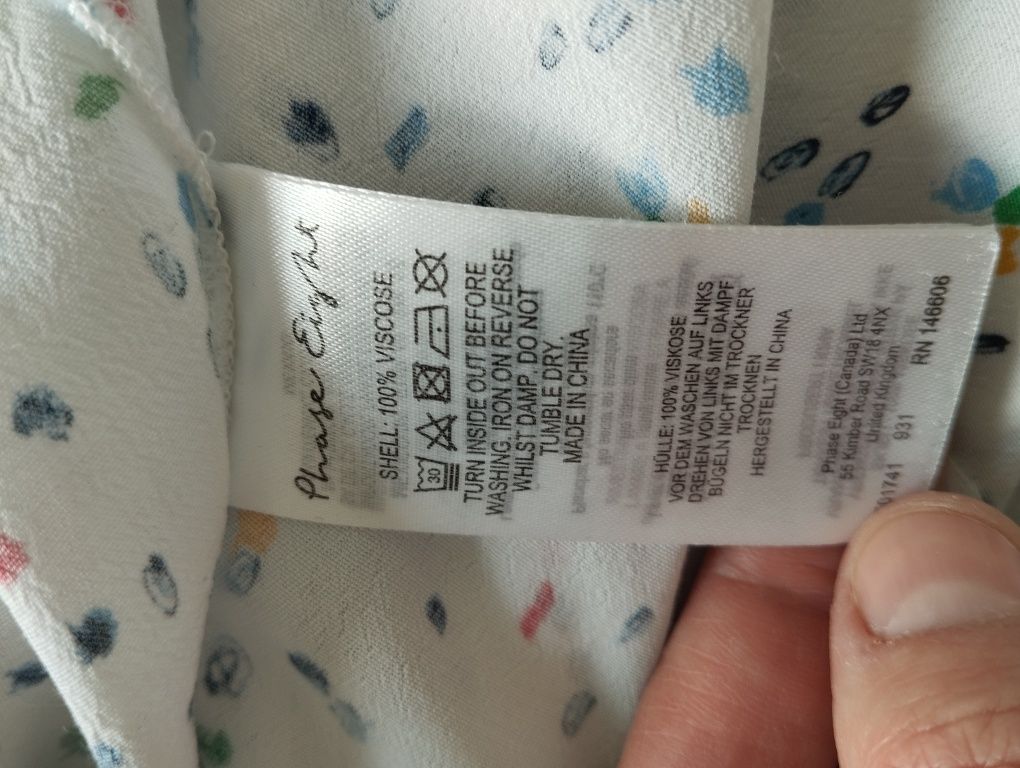 Phase Eight
SHELL: 100% VISCOSE
30
TURN INSIDE OUT BEFORE
WASHING. IRON ON REVERSE
WHILST DAMP. DO NOT
TUMBLE DRY.
MADE IN CHINA
HÜLLE: 100% VISKOSE
VOR DEM WASCHEN AUF LINKS
DREHEN VON LINKS MIT DAMPF
BÜGELN NICHT IM TROCKNER
TROCKNEN
HERGESTELLT IN CHINA
Phase Eight (Canada) Ltd
55 Kimber Road SW18 4NX
United Kingdom
01741 931 RN 146606